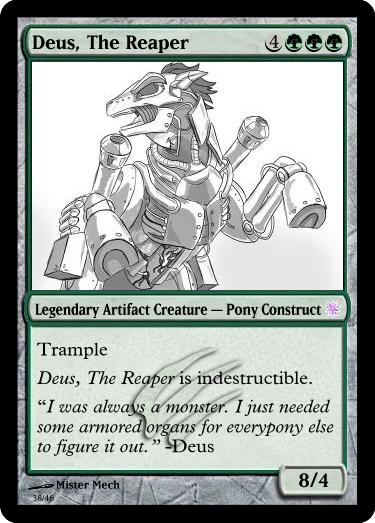 Deus, The Reaper 4
Legendary Artifact Creature — Pony Construct
Trample
Deus, The Reaper is indestructible.
“I was always a monster. I just needed
some armored organs for everypony else
to figure it out.” -Deus
8/4
Mister Mech
38/46